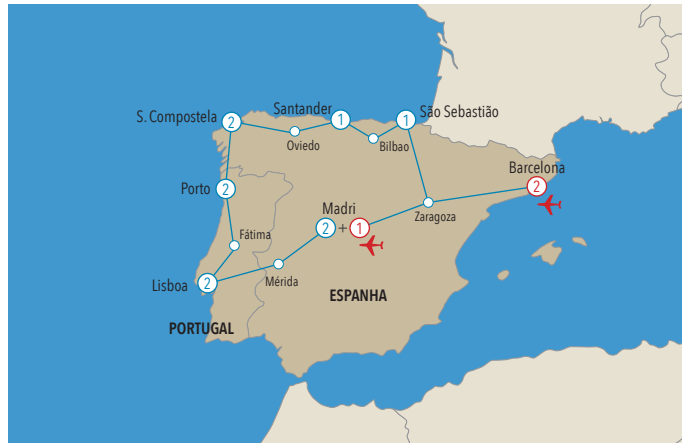 Santander
São Sebastião
S. Compostela
2
1
1
Oviedo
Bilbao
Barcelona
2
Porto
2
Madri
Zaragoza
2
+
1
Fátima
Lisboa
2
Mérida
ESPANHA
PORTUGAL